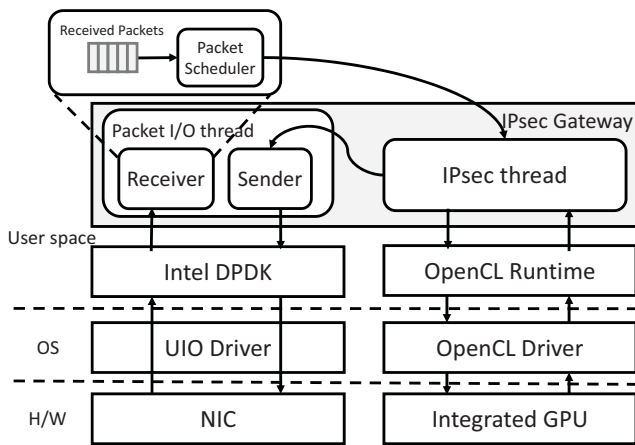 Received Packets
Packet
Scheduler
IPsec Gateway
Packet I/O thread
Receiver
Sender
IPsec thread
User space
Intel DPDK
OpenCL Runtime
OS
UIO Driver
OpenCL Driver
H/W
NIC
Integrated GPU